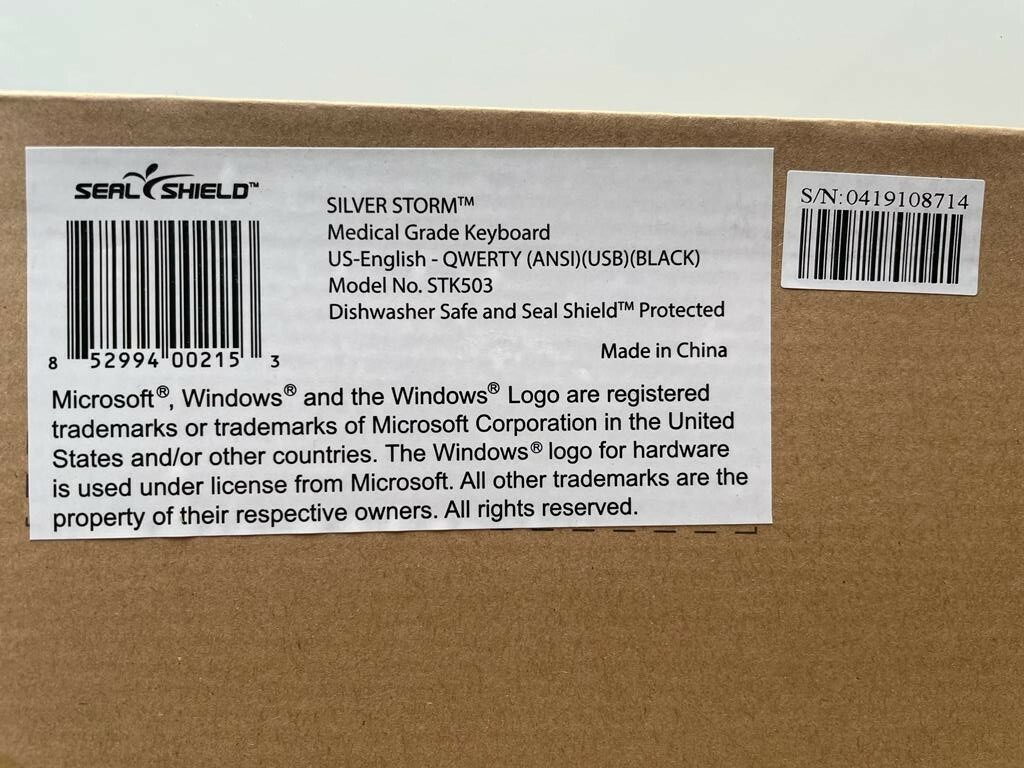 SEAL SHIELD™
SILVER STORM™
Medical Grade Keyboard
US-English - QWERTY (ANSI)(USB)(BLACK)
Model No. STK503
Dishwasher Safe and Seal Shield™ Protected
Made in China
8 52994 00215 3
Microsoft®, Windows® and the Windows® Logo are registered
trademarks or trademarks of Microsoft Corporation in the United
States and/or other countries. The Windows® logo for hardware
is used under license from Microsoft. All other trademarks are the
property of their respective owners. All rights reserved.
S/N:0419108714